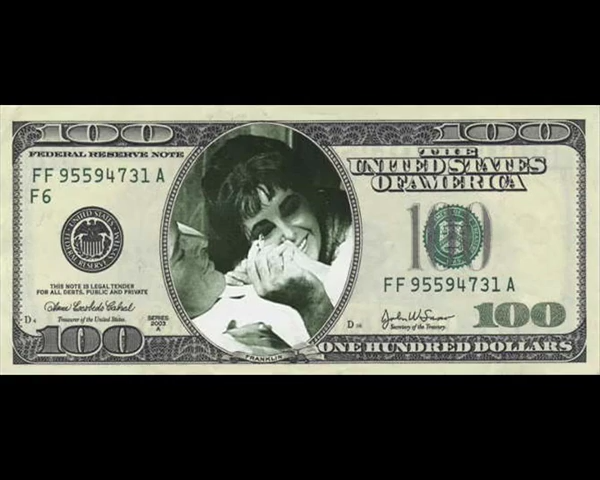 100 100
FEDERAL RESERVE NOTE
THE
UNITED STATES
OF AMERICA
FF 95594731 A
F6
100
FF 95594731 A
THIS NOTE IS LEGAL TENDER
FOR ALL DEBTS, PUBLIC AND PRIVATE
Treasurer of the United States.
SERIES
2003
A
Secretary of the Treasury.
100
100
FRANKLIN
ONE HUNDRED DOLLARS